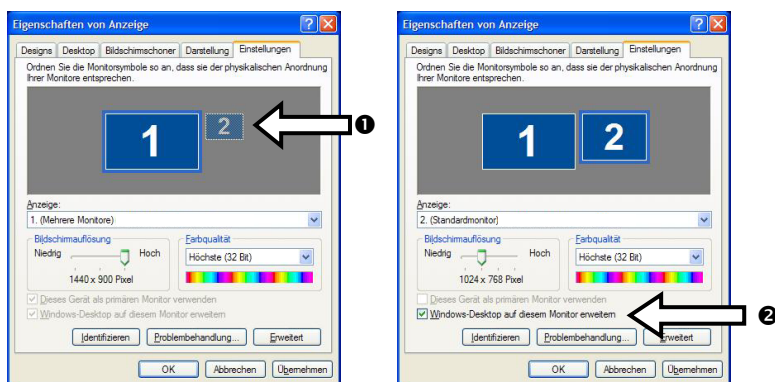 Eigenschaften von Anzeige
Designs Desktop Bildschirmschoner Darstellung Einstellungen
Ordnen Sie die Monitorsymbole so an, dass sie der physikalischen Anordnung
Ihrer Monitore entsprechen.
1 2
❶
Anzeige:
1. (Mehrere Monitore)
Bildschirmauflösung
Niedrig Hoch
1440 x 900 Pixel
Farbqualität
Höchste (32 Bit)
Dieses Gerät als primären Monitor verwenden
Windows-Desktop auf diesem Monitor erweitern
Identifizieren Problembehandlung... Erweitert
OK Abbrechen Übernehmen
Eigenschaften von Anzeige
Designs Desktop Bildschirmschoner Darstellung Einstellungen
Ordnen Sie die Monitorsymbole so an, dass sie der physikalischen Anordnung
Ihrer Monitore entsprechen.
1 2
Anzeige:
2. (Standardmonitor)
Bildschirmauflösung
Niedrig Hoch
1024 x 768 Pixel
Farbqualität
Höchste (32 Bit)
Dieses Gerät als primären Monitor verwenden
Windows-Desktop auf diesem Monitor erweitern
❷
Identifizieren Problembehandlung... Erweitert
OK Abbrechen Übernehmen